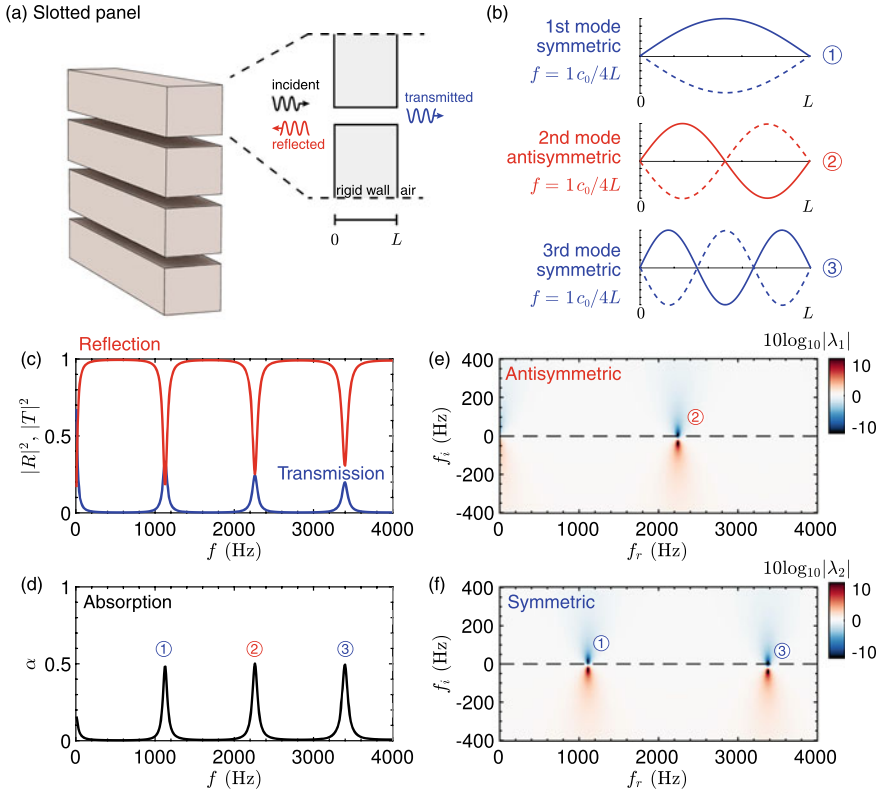 (a) Slotted panel
incident
reflected
transmitted
rigid wall
air
0
L
(b)
1st mode
symmetric
f = 1 c₀/4L
①
0
L
2nd mode
antisymmetric
f = 1 c₀/4L
②
0
L
3rd mode
symmetric
f = 1 c₀/4L
③
0
L
Reflection
(c)
1
0.5
0
|R|², |T|²
Transmission
0
1000
2000
3000
4000
f (Hz)
(d)
1
0.5
0
α
Absorption
①
②
③
0
1000
2000
3000
4000
f (Hz)
(e)
10log₁₀|λ₁|
400
200
0
-200
-400
fᵢ (Hz)
Antisymmetric
②
10
0
-10
0
1000
2000
3000
4000
fᵣ (Hz)
(f)
10log₁₀|λ₂|
400
200
0
-200
-400
fᵢ (Hz)
Symmetric
①
③
10
0
-10
0
1000
2000
3000
4000
fᵣ (Hz)